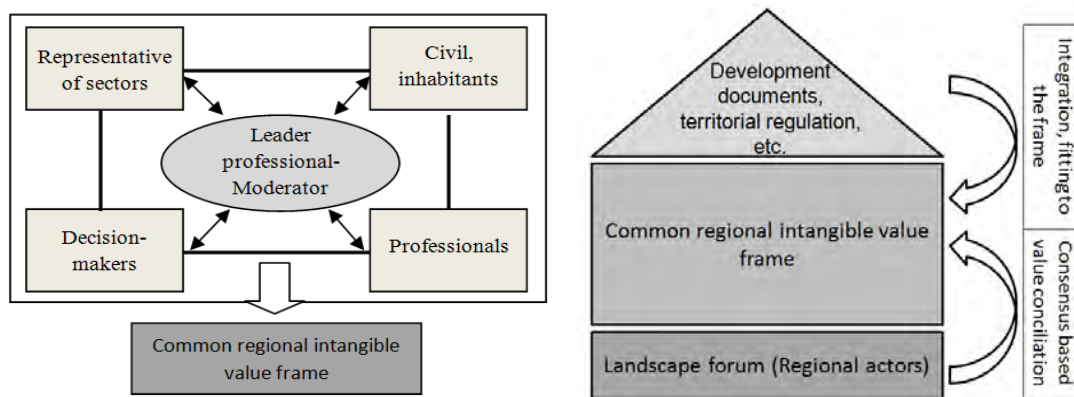 Representative
of sectors
Civil,
inhabitants
Leader
professional-
Moderator
Decision-
makers
Professionals
Common regional intangible
value frame
Development
documents,
territorial regulation,
etc.
Common regional intangible value
frame
Landscape forum (Regional actors)
Integration, fitting to
the frame
Consensus based
value conciliation